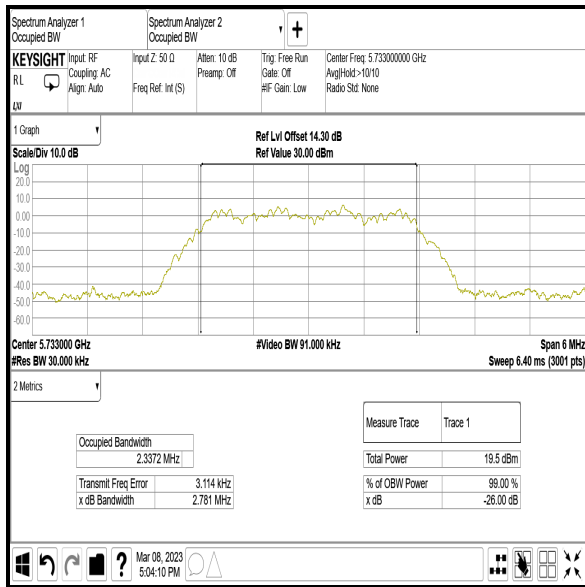 Spectrum Analyzer 1
Occupied BW
Spectrum Analyzer 2
Occupied BW
+
KEYSIGHT
RL
LXI
Input: RF
Coupling: AC
Align: Auto
Input Z: 50 Ω
Freq Ref: Int (S)
Atten: 10 dB
Preamp: Off
Trig: Free Run
Gate: Off
#IF Gain: Low
Center Freq: 5.733000000 GHz
Avg|Hold:>10/10
Radio Std: None
1 Graph
Scale/Div 10.0 dB
Ref Lvl Offset 14.30 dB
Ref Value 30.00 dBm
Log
20.0
10.0
0.00
-10.0
-20.0
-30.0
-40.0
-50.0
-60.0
Center 5.733000 GHz
#Video BW 91.000 kHz
Span 6 MHz
#Res BW 30.000 kHz
Sweep 6.40 ms (3001 pts)
2 Metrics
Occupied Bandwidth
2.3372 MHz
Transmit Freq Error 3.114 kHz
x dB Bandwidth 2.781 MHz
Measure Trace Trace 1
Total Power 19.5 dBm
% of OBW Power 99.00 %
x dB -26.00 dB
?
Mar 08, 2023
5:04:10 PM